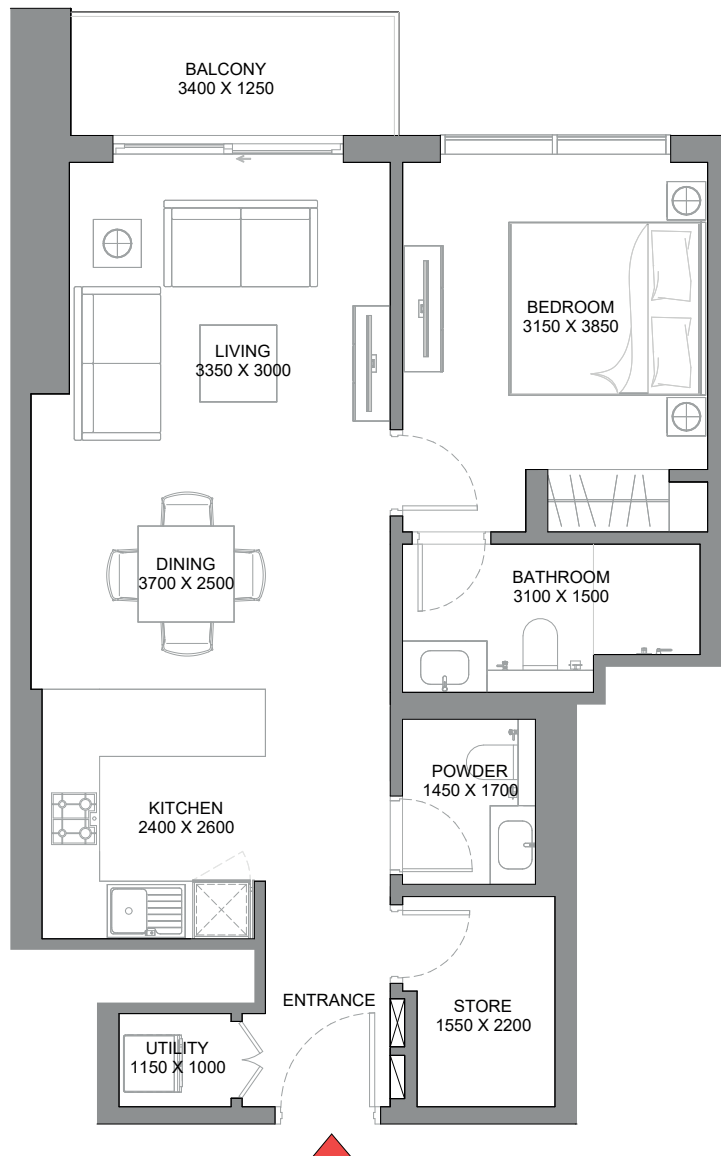 BALCONY
3400 X 1250
BEDROOM
3150 X 3850
LIVING
3350 X 3000
DINING
3700 X 2500
BATHROOM
3100 X 1500
POWDER
1450 X 1700
KITCHEN
2400 X 2600
ENTRANCE
STORE
1550 X 2200
UTILITY
1150 X 1000